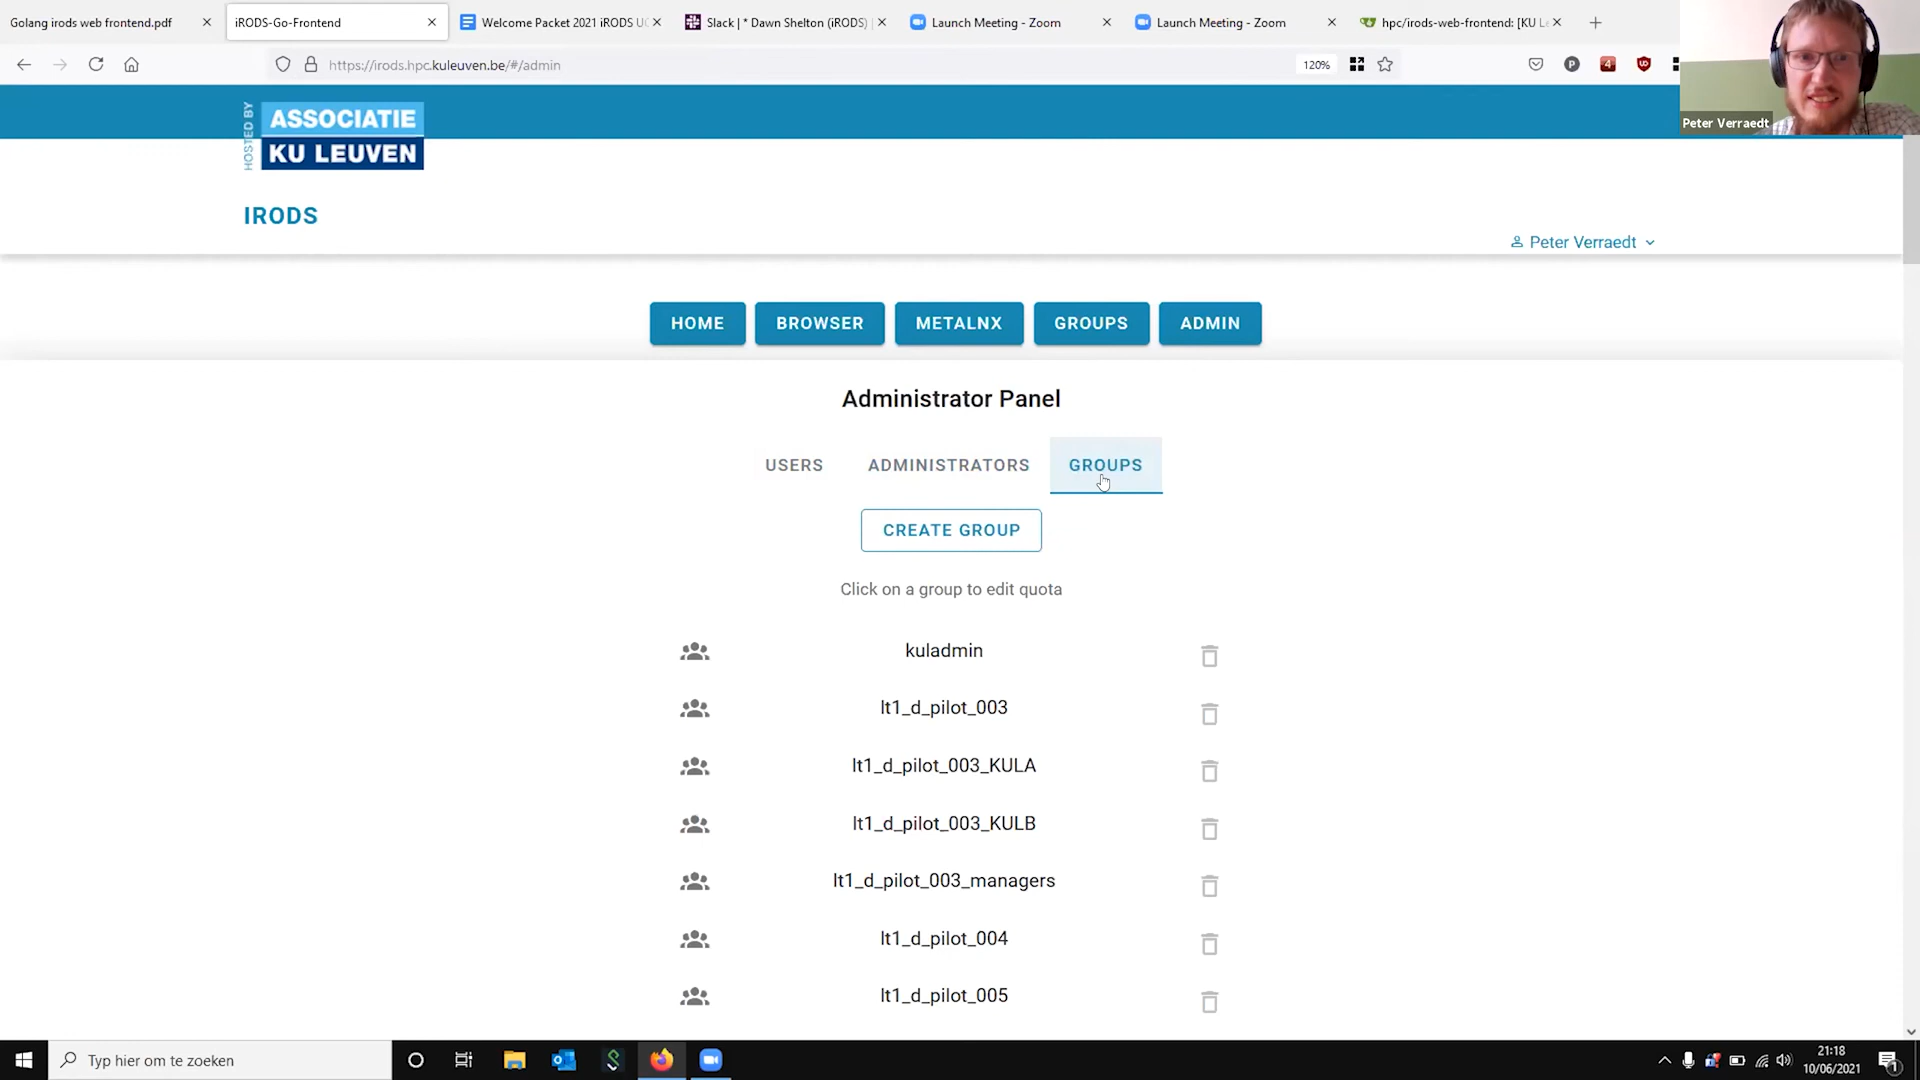 Golang irods web frontend.pdf
iRODS-Go-Frontend
Welcome Packet 2021 iRODS U
Slack | * Dawn Shelton (iRODS) |
Launch Meeting - Zoom
Launch Meeting - Zoom
hpc/irods-web-frontend: [KU L
https://irods.hpc.kuleuven.be/#/admin
120%
P
4
Peter Verraedt
HOSTED BY
ASSOCIATIE
KU LEUVEN
IRODS
Peter Verraedt
HOME
BROWSER
METALNX
GROUPS
ADMIN
Administrator Panel
USERS
ADMINISTRATORS
GROUPS
CREATE GROUP
Click on a group to edit quota
kuladmin
lt1_d_pilot_003
lt1_d_pilot_003_KULA
lt1_d_pilot_003_KULB
lt1_d_pilot_003_managers
lt1_d_pilot_004
lt1_d_pilot_005
Typ hier om te zoeken
21:18
10/06/2021
1